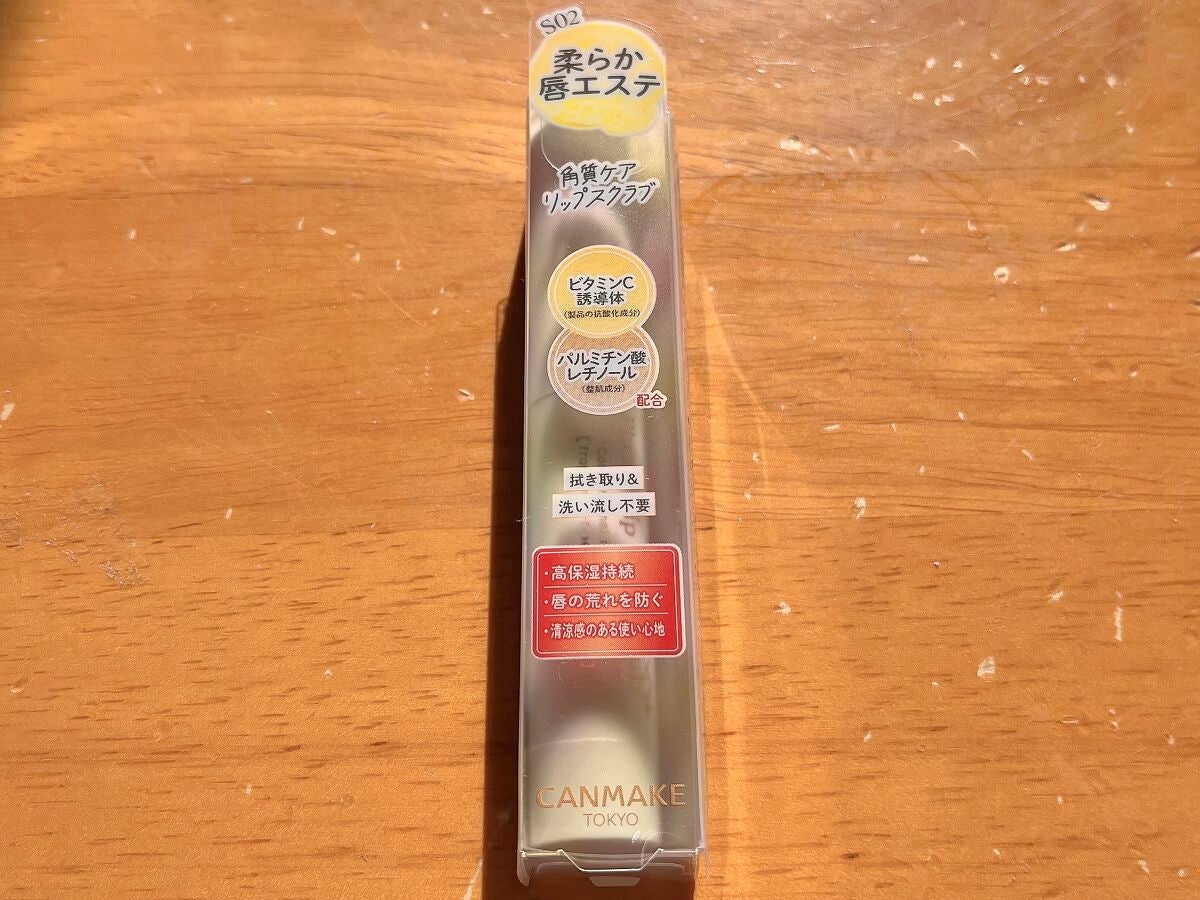 S02
柔らか
唇エステ
角質ケア
リップスクラブ
ビタミンC
誘導体
(製品の抗酸化成分)
パルミチン酸
レチノール
(整肌成分)
配合
拭き取り&
洗い流し不要
・高保湿持続
・唇の荒れを防ぐ
・清涼感のある使い心地
CANMAKE
TOKYO